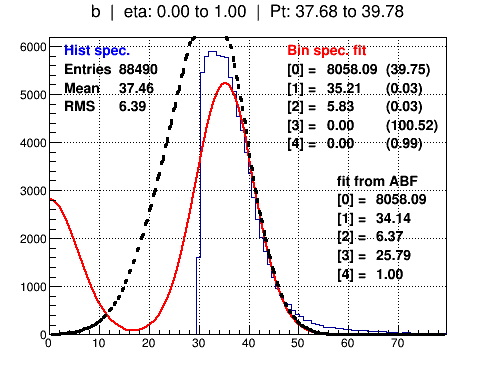 b | eta: 0.00 to 1.00 | Pt: 37.68 to 39.78
Hist spec.
Entries 88490
Mean 37.46
RMS 6.39
Bin spec. fit
[0] = 8058.09 (39.75)
[1] = 35.21 (0.03)
[2] = 5.83 (0.03)
[3] = 0.00 (100.52)
[4] = 0.00 (0.99)
fit from ABF
[0] = 8058.09
[1] = 34.14
[2] = 6.37
[3] = 25.79
[4] = 1.00
6000
5000
4000
3000
2000
1000
0
0 10 20 30 40 50 60 70